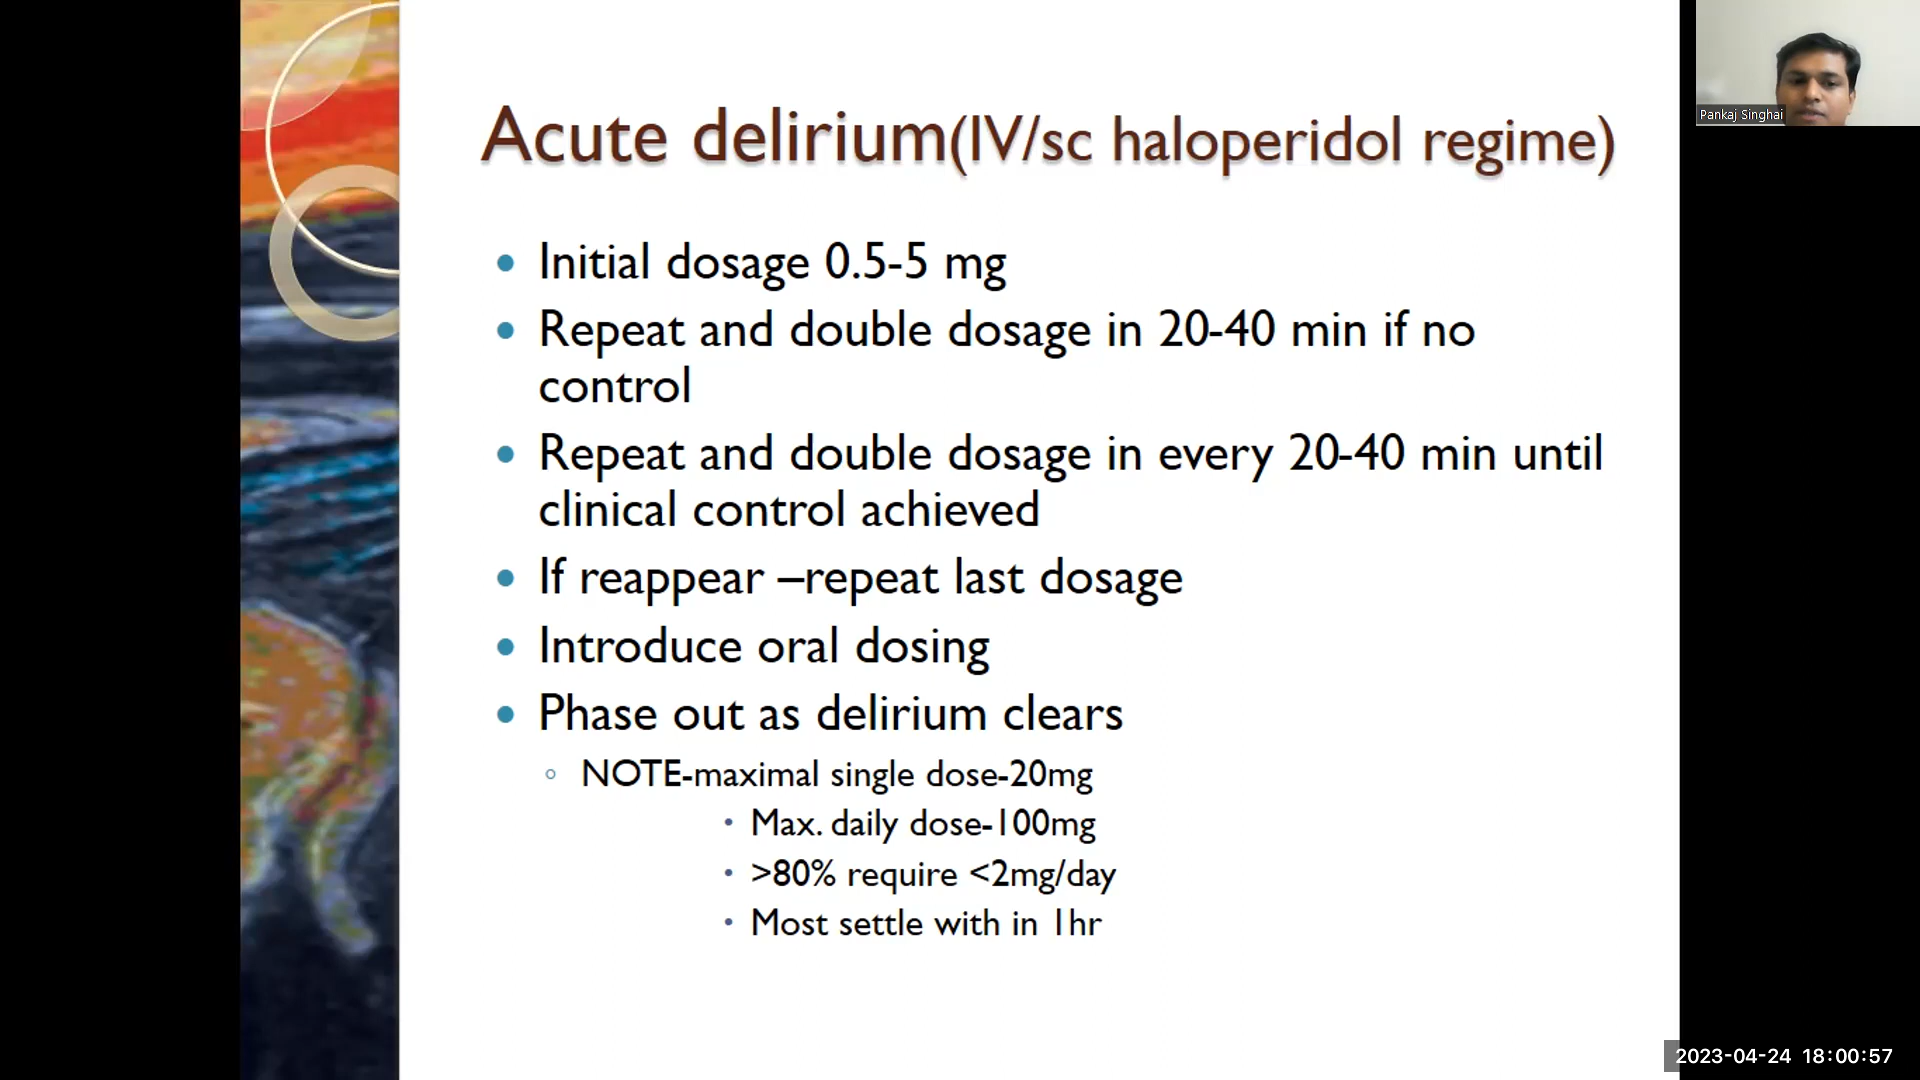 Acute delirium(IV/sc haloperidol regime)
• Initial dosage 0.5-5 mg
• Repeat and double dosage in 20-40 min if no
control
• Repeat and double dosage in every 20-40 min until
clinical control achieved
• If reappear –repeat last dosage
• Introduce oral dosing
• Phase out as delirium clears
◦ NOTE-maximal single dose-20mg
• Max. daily dose-100mg
• >80% require <2mg/day
• Most settle with in 1hr
Pankaj Singhai
2023-04-24 18:00:57